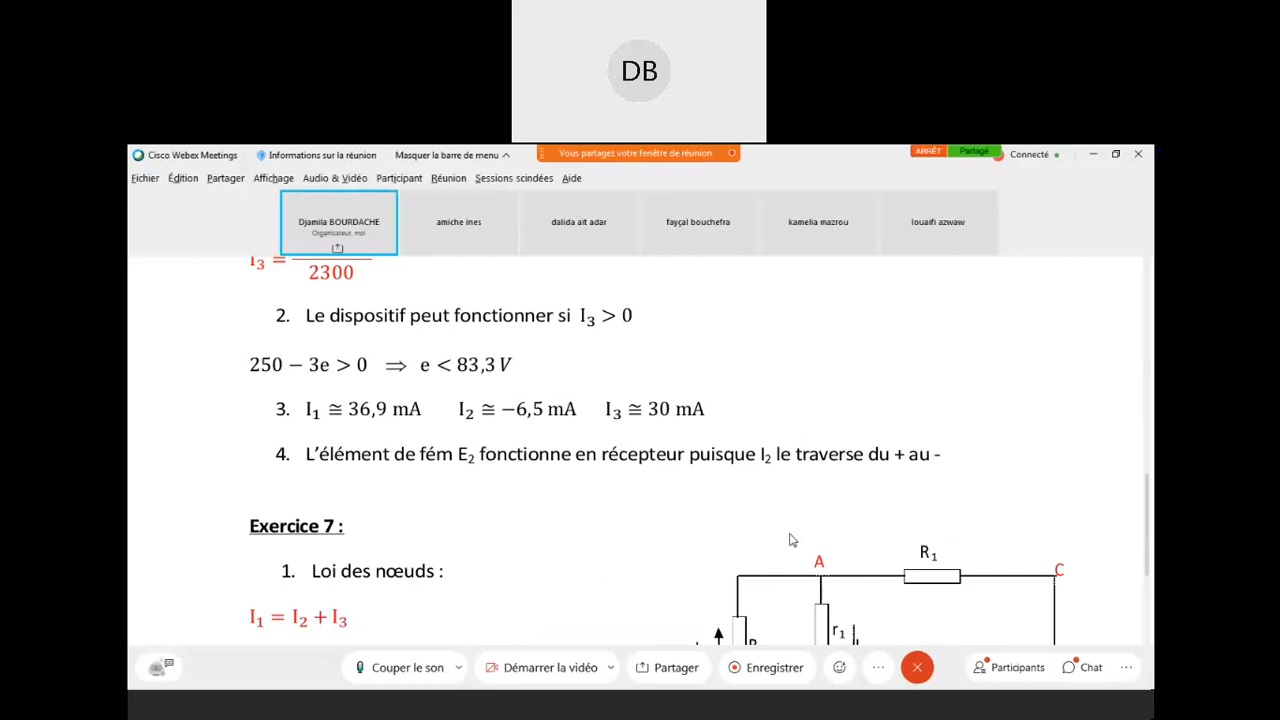 DB
Cisco Webex Meetings Informations sur la réunion Masquer la barre de menu Vous partagez votre fenêtre de réunion ARRÊT Partagé Connecté
Fichier Édition Partager Affichage Audio & Vidéo Participant Réunion Sessions scindées Aide
Djamila BOURDACHE amiche ines dalida ait adar fayçal bouchefra kamelia mazrou louaifi azwaw
Organisateur, moi
I₃ =
2300
2. Le dispositif peut fonctionner si I₃ > 0
250 − 3e > 0 ⟹ e < 83,3 V
3. I₁ ≅ 36,9 mA I₂ ≅ −6,5 mA I₃ ≅ 30 mA
4. L’élément de fém E₂ fonctionne en récepteur puisque I₂ le traverse du + au -
Exercice 7 :
R₁
A C
1. Loi des nœuds :
I₁ = I₂ + I₃
r₁
Couper le son Démarrer la vidéo Partager Enregistrer Participants Chat